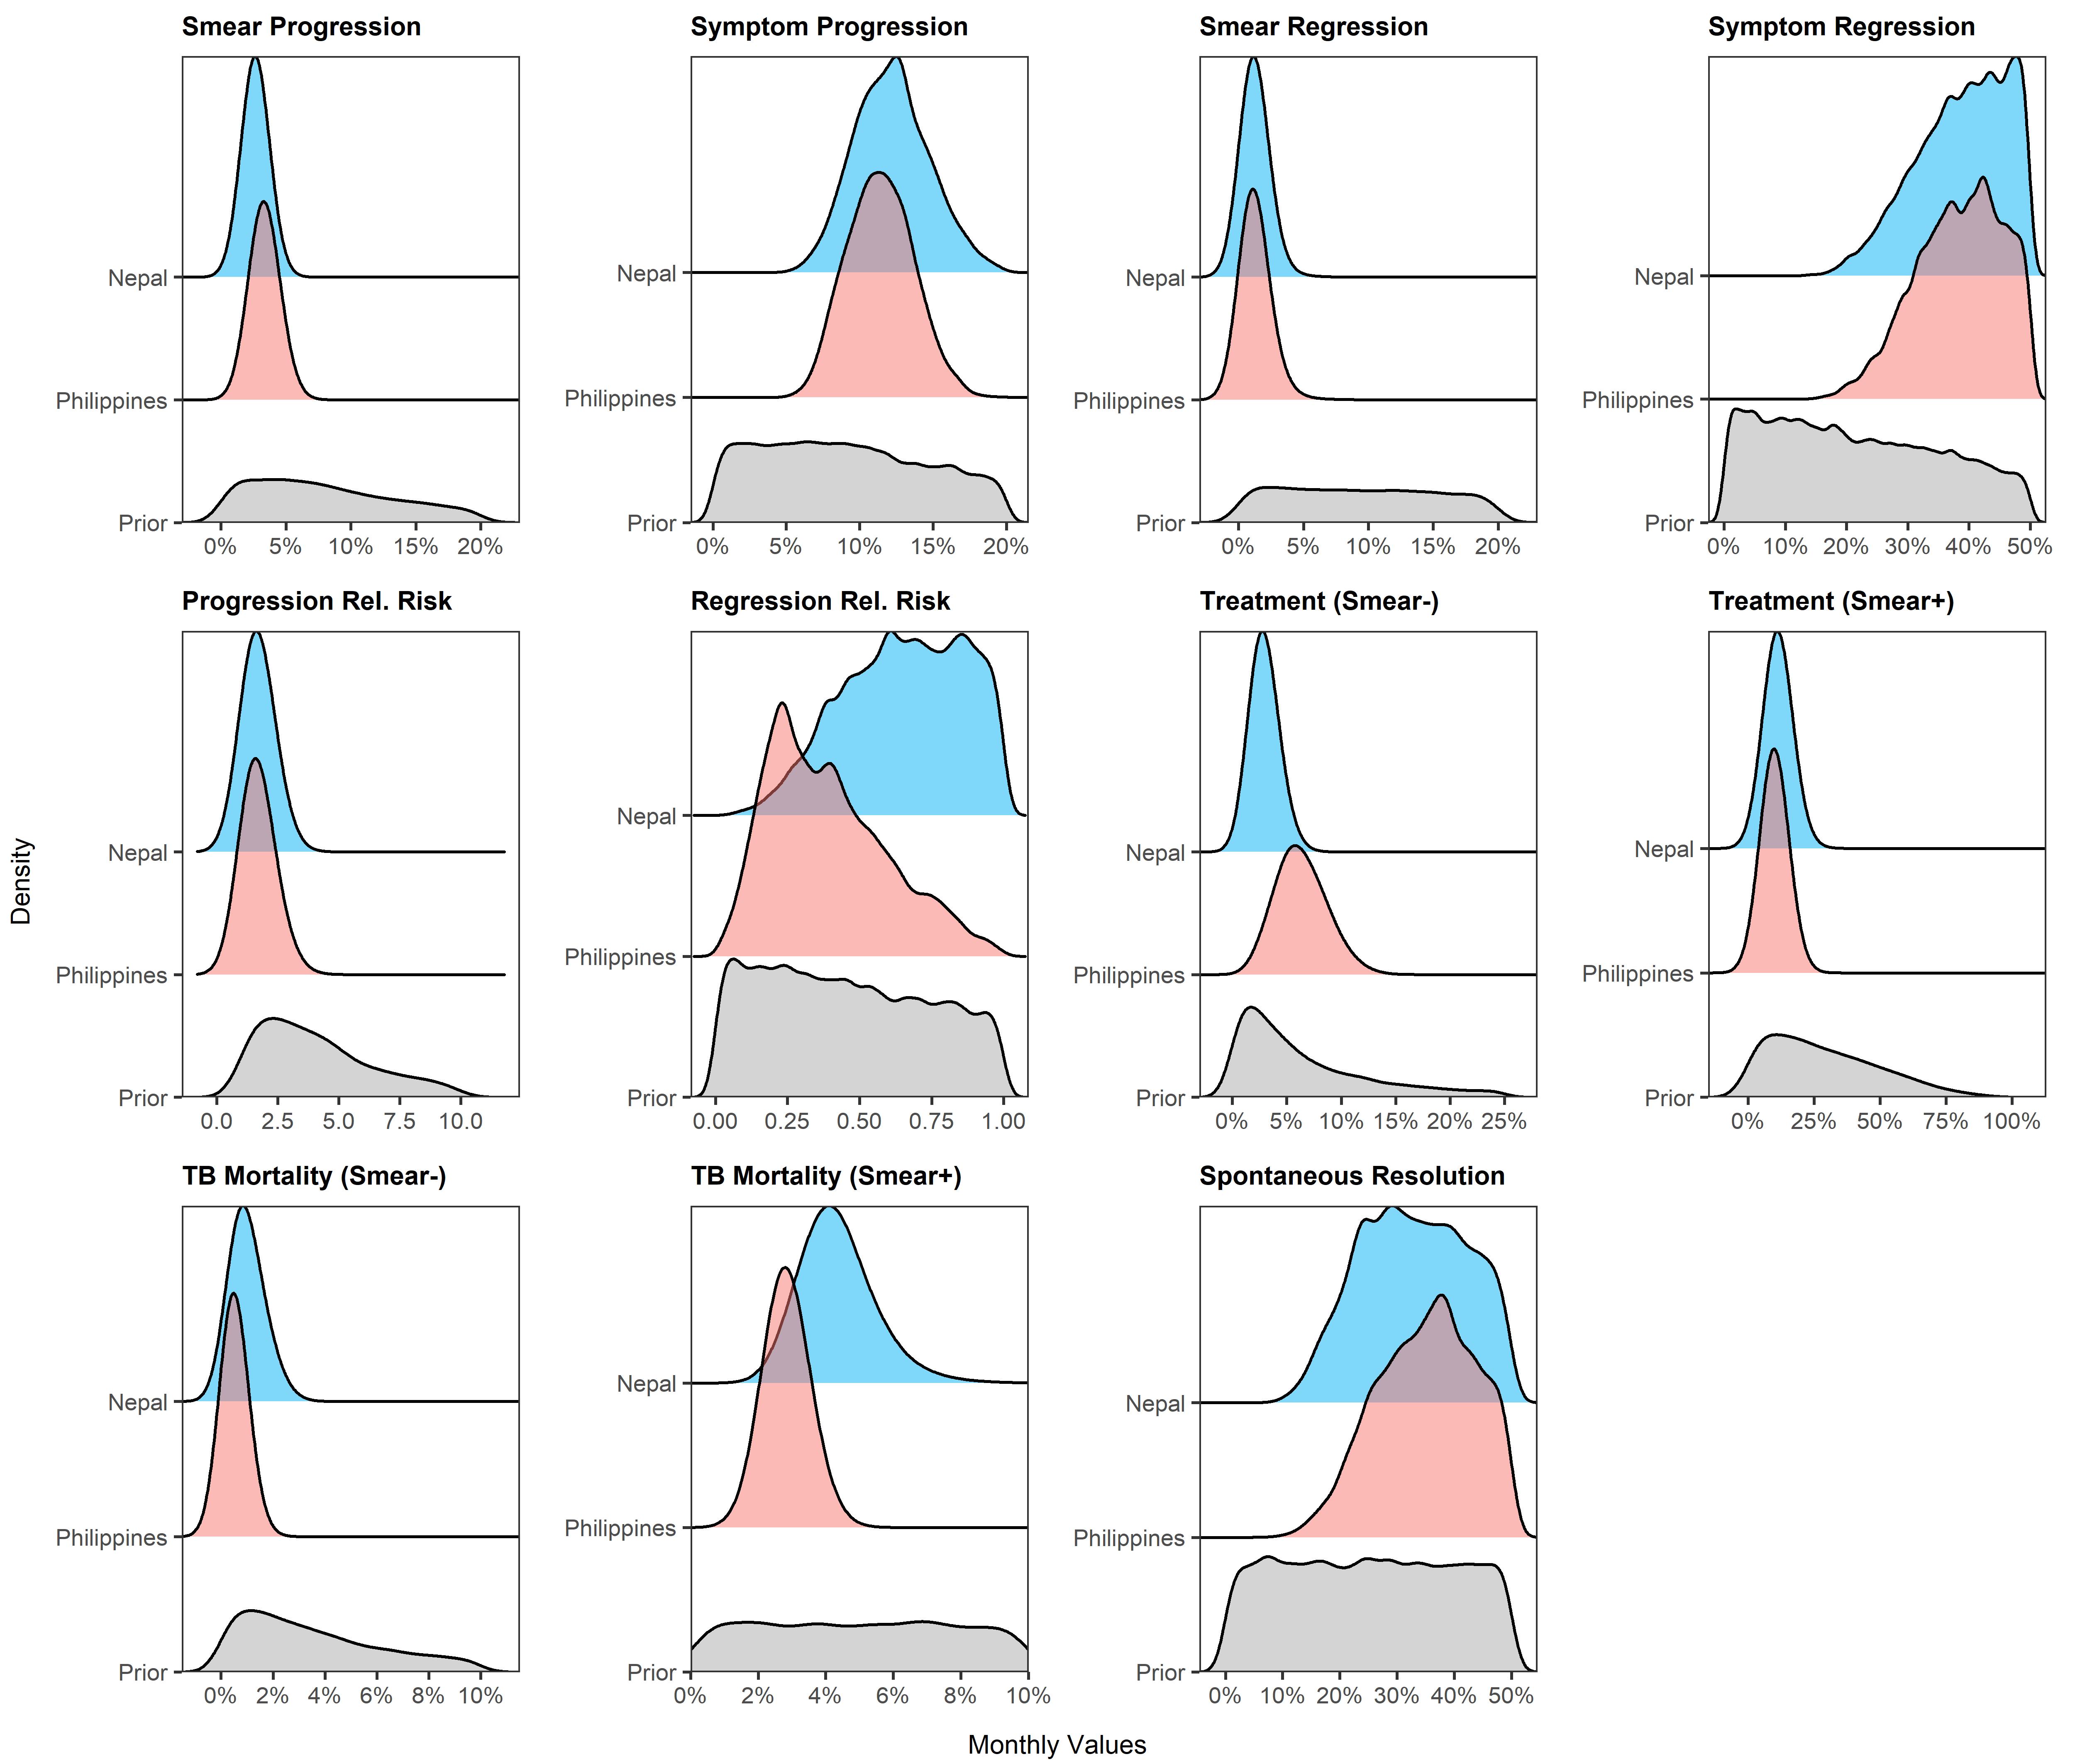 Smear Progression
Symptom Progression
Smear Regression
Symptom Regression
Nepal
Philippines
Prior
0% 5% 10% 15% 20%
Nepal
Philippines
Prior
0% 5% 10% 15% 20%
Nepal
Philippines
Prior
0% 5% 10% 15% 20%
Nepal
Philippines
Prior
0% 10% 20% 30% 40% 50%
Progression Rel. Risk
Regression Rel. Risk
Treatment (Smear-)
Treatment (Smear+)
Density
Nepal
Philippines
Prior
0.0 2.5 5.0 7.5 10.0
Nepal
Philippines
Prior
0.00 0.25 0.50 0.75 1.00
Nepal
Philippines
Prior
0% 5% 10% 15% 20% 25%
Nepal
Philippines
Prior
0% 25% 50% 75% 100%
TB Mortality (Smear-)
TB Mortality (Smear+)
Spontaneous Resolution
Nepal
Philippines
Prior
0% 2% 4% 6% 8% 10%
Nepal
Philippines
Prior
0% 2% 4% 6% 8% 10%
Nepal
Philippines
Prior
0% 10% 20% 30% 40% 50%
Monthly Values